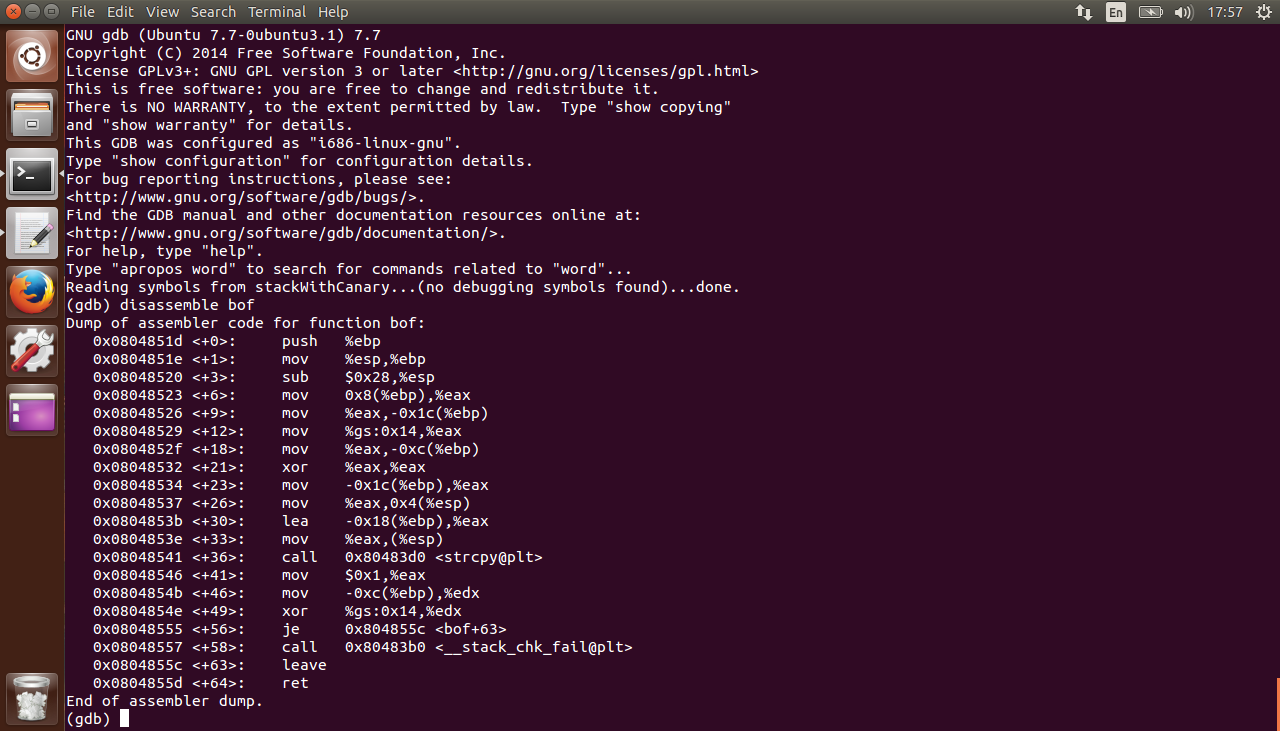 File Edit View Search Terminal Help En 17:57
GNU gdb (Ubuntu 7.7-0ubuntu3.1) 7.7
Copyright (C) 2014 Free Software Foundation, Inc.
License GPLv3+: GNU GPL version 3 or later <http://gnu.org/licenses/gpl.html>
This is free software: you are free to change and redistribute it.
There is NO WARRANTY, to the extent permitted by law.  Type "show copying"
and "show warranty" for details.
This GDB was configured as "i686-linux-gnu".
Type "show configuration" for configuration details.
For bug reporting instructions, please see:
<http://www.gnu.org/software/gdb/bugs/>.
Find the GDB manual and other documentation resources online at:
<http://www.gnu.org/software/gdb/documentation/>.
For help, type "help".
Type "apropos word" to search for commands related to "word"...
Reading symbols from stackWithCanary...(no debugging symbols found)...done.
(gdb) disassemble bof
Dump of assembler code for function bof:
   0x0804851d <+0>:     push   %ebp
   0x0804851e <+1>:     mov    %esp,%ebp
   0x08048520 <+3>:     sub    $0x28,%esp
   0x08048523 <+6>:     mov    0x8(%ebp),%eax
   0x08048526 <+9>:     mov    %eax,-0x1c(%ebp)
   0x08048529 <+12>:    mov    %gs:0x14,%eax
   0x0804852f <+18>:    mov    %eax,-0xc(%ebp)
   0x08048532 <+21>:    xor    %eax,%eax
   0x08048534 <+23>:    mov    -0x1c(%ebp),%eax
   0x08048537 <+26>:    mov    %eax,0x4(%esp)
   0x0804853b <+30>:    lea    -0x18(%ebp),%eax
   0x0804853e <+33>:    mov    %eax,(%esp)
   0x08048541 <+36>:    call   0x80483d0 <strcpy@plt>
   0x08048546 <+41>:    mov    $0x1,%eax
   0x0804854b <+46>:    mov    -0xc(%ebp),%edx
   0x0804854e <+49>:    xor    %gs:0x14,%edx
   0x08048555 <+56>:    je     0x804855c <bof+63>
   0x08048557 <+58>:    call   0x80483b0 <__stack_chk_fail@plt>
   0x0804855c <+63>:    leave
   0x0804855d <+64>:    ret
End of assembler dump.
(gdb)